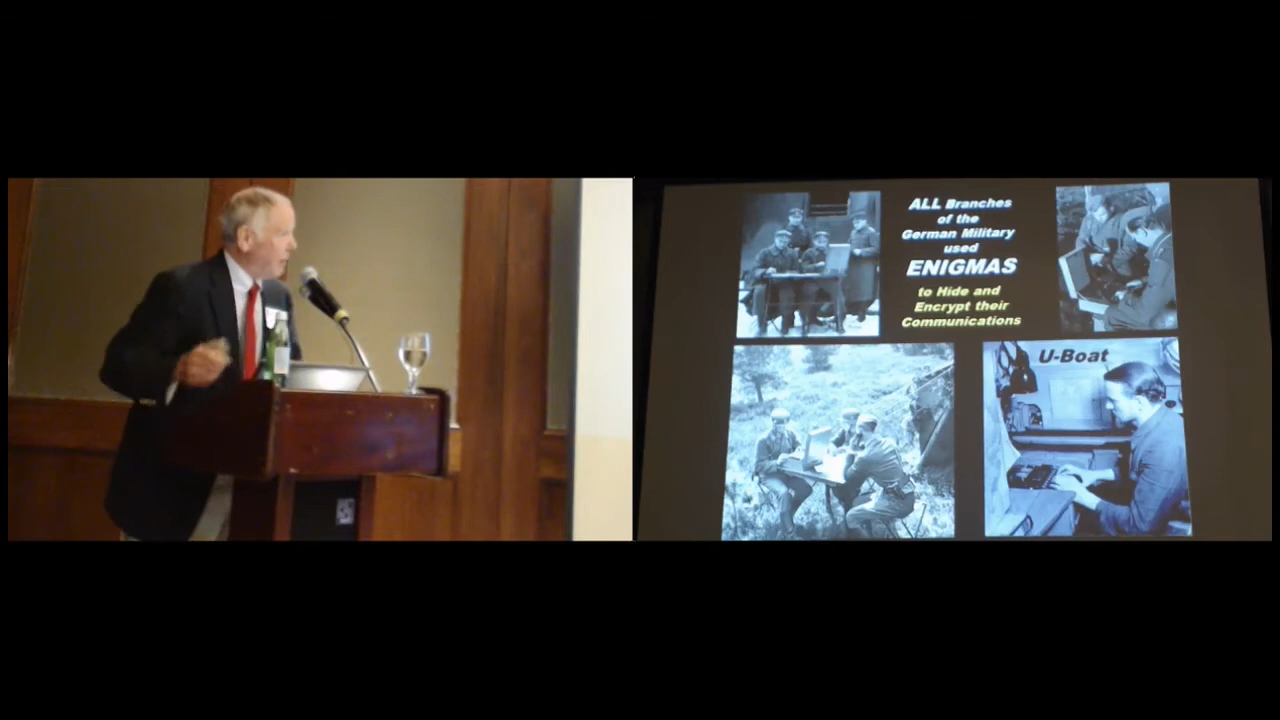 ALL Branches
of the
German Military
used
ENIGMAS
to Hide and
Encrypt their
Communications
U-Boat